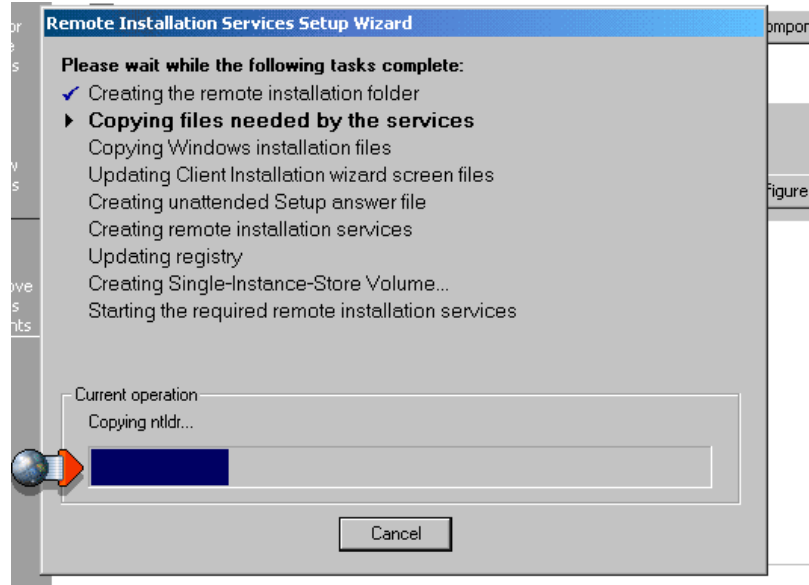 Remote Installation Services Setup Wizard
Please wait while the following tasks complete:
Creating the remote installation folder
Copying files needed by the services
Copying Windows installation files
Updating Client Installation wizard screen files
Creating unattended Setup answer file
Creating remote installation services
Updating registry
Creating Single-Instance-Store Volume...
Starting the required remote installation services
Current operation
Copying ntldr...
Cancel